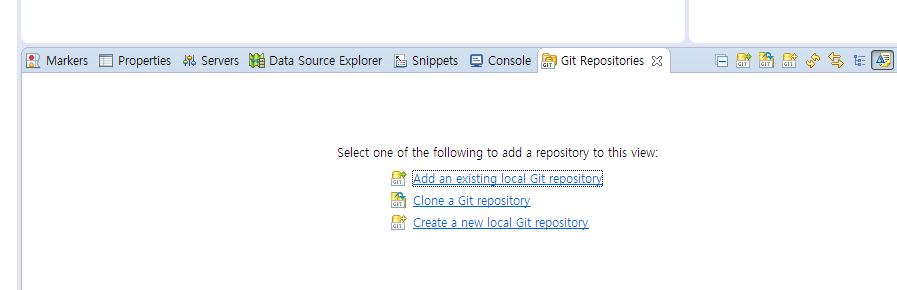 Markers Properties Servers Data Source Explorer Snippets Console Git Repositories
Select one of the following to add a repository to this view:
Add an existing local Git repository
Clone a Git repository
Create a new local Git repository